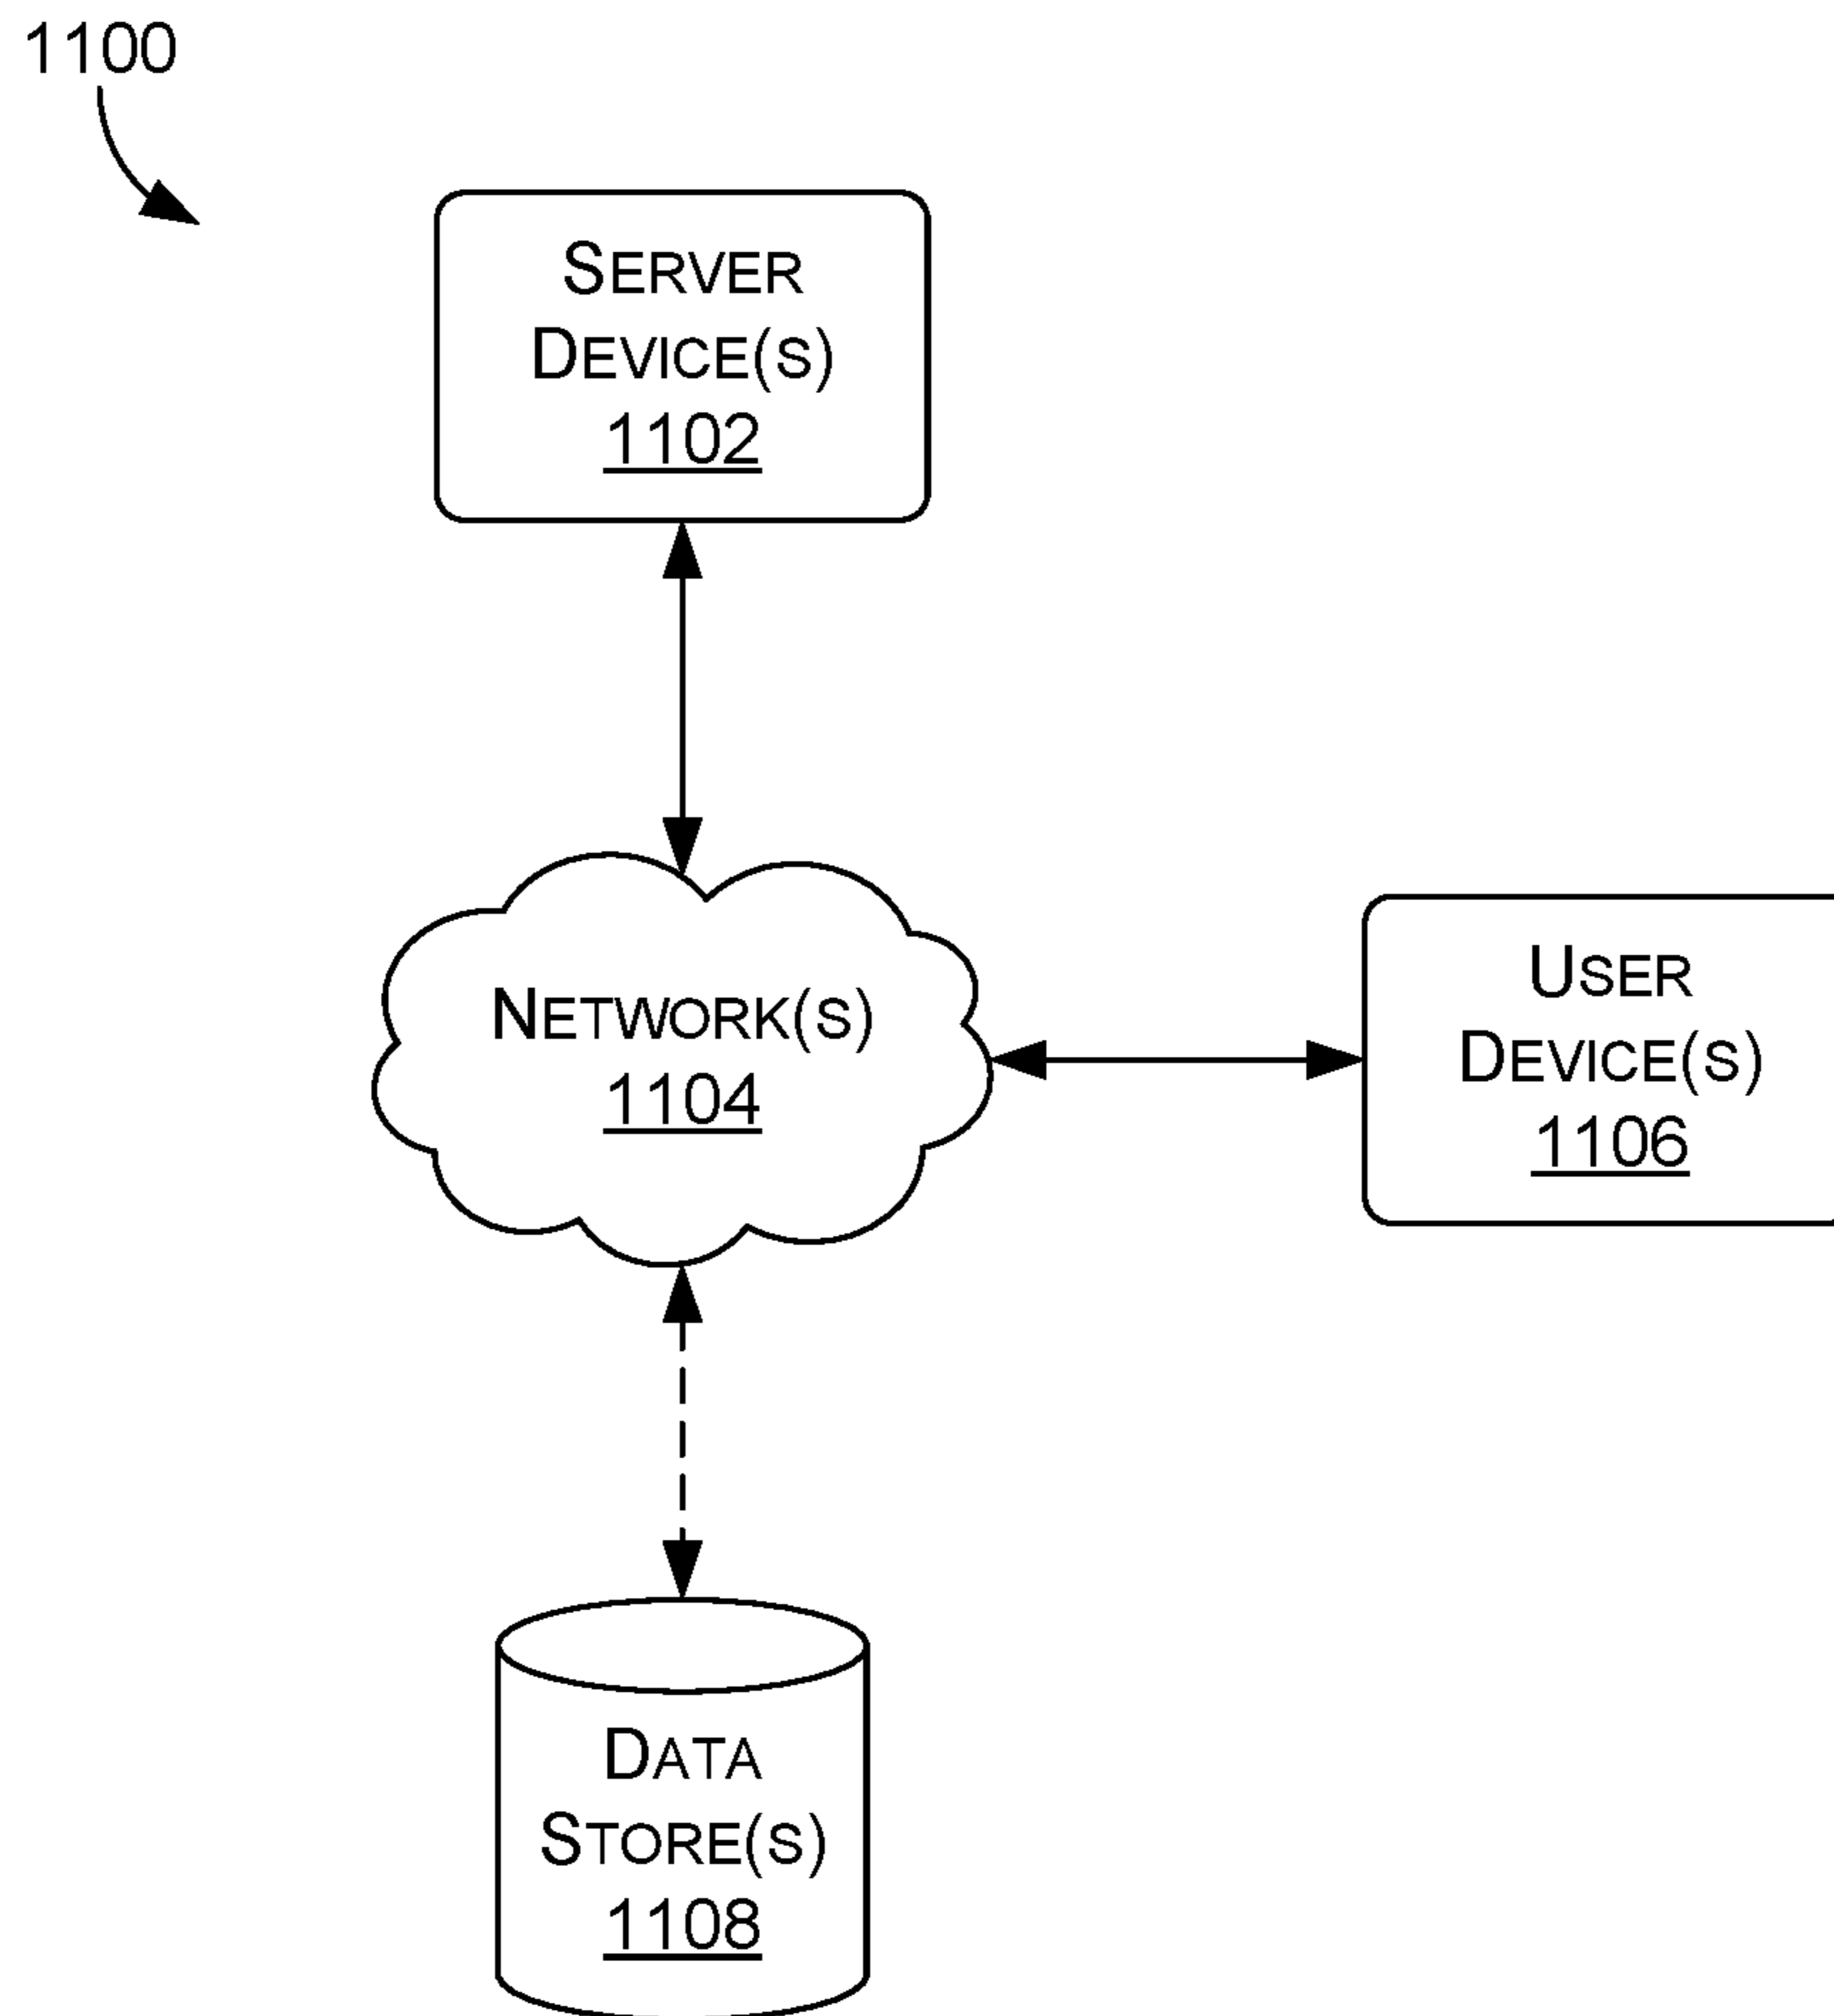 1100
SERVER
DEVICE(S)
1102
NETWORK(S)
1104
USER
DEVICE(S)
1106
DATA
STORE(S)
1108